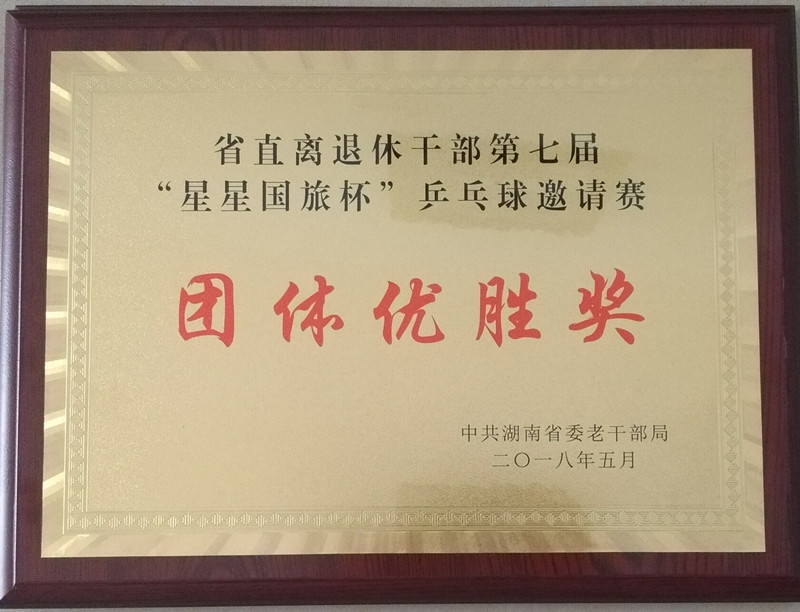 省直离退休干部第七届
“星星国旅杯”乒乓球邀请赛
团体优胜奖
中共湖南省委老干部局
二〇一八年五月